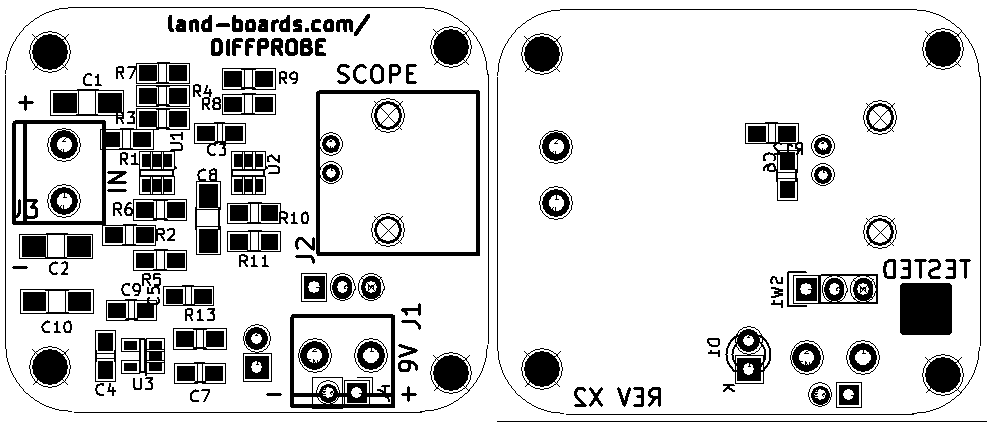 land-boards.com/
DIFFPROBE
SCOPE
C1
+
R7
R4
R3
R9
R8
C3
U1
R1
IN
J3
U2
C8
R6
R2
R10
R11
C2
-
R5
C5
C9
R13
C10
J2
C4
U3
C7
J1
9V
-
+
C6
TESTED
SW1
D1
K
REV X2